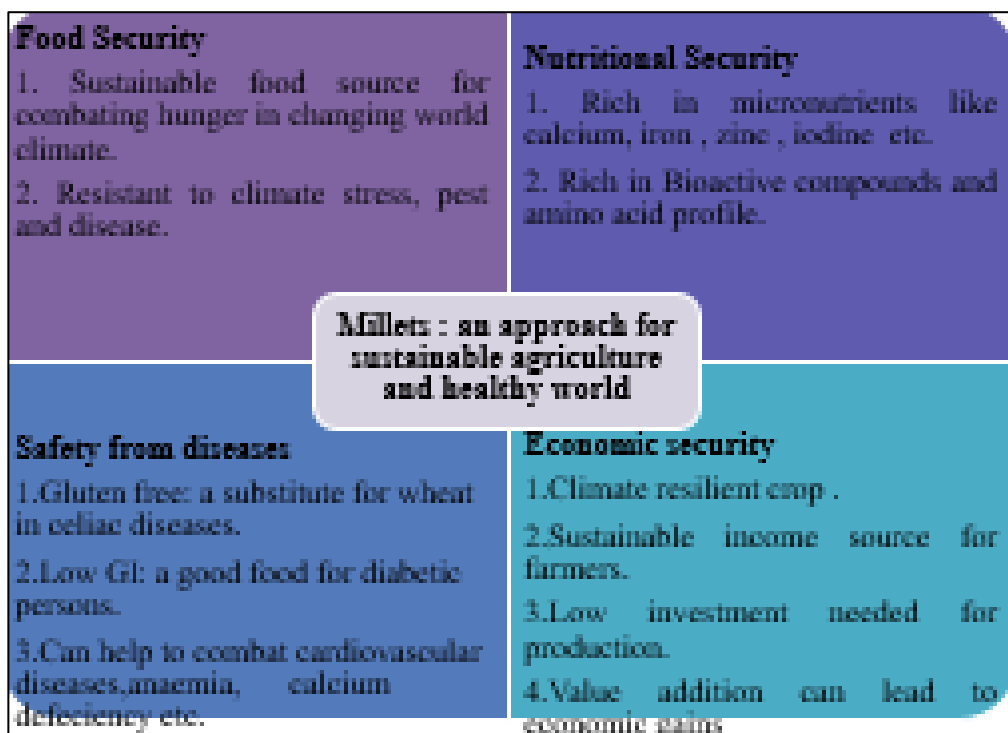 Food Security
1. Sustainable food source for
combating hunger in changing world
climate.
2. Resistant to climate stress, pest
and disease.
Nutritional Security
1. Rich in micronutrients like
calcium, iron , zinc , iodine etc.
2. Rich in Bioactive compounds and
amino acid profile.
Millets : an approach for
sustainable agriculture
and healthy world
Safety from diseases
1.Gluten free: a substitute for wheat
in celiac diseases.
2.Low GI: a good food for diabetic
persons.
3.Can help to combat cardiovascular
diseases,anaemia, calcium
defeciency etc.
Economic security
1.Climate resilient crop .
2.Sustainable income source for
farmers.
3.Low investment needed for
production.
4.Value addition can lead to
economic gains